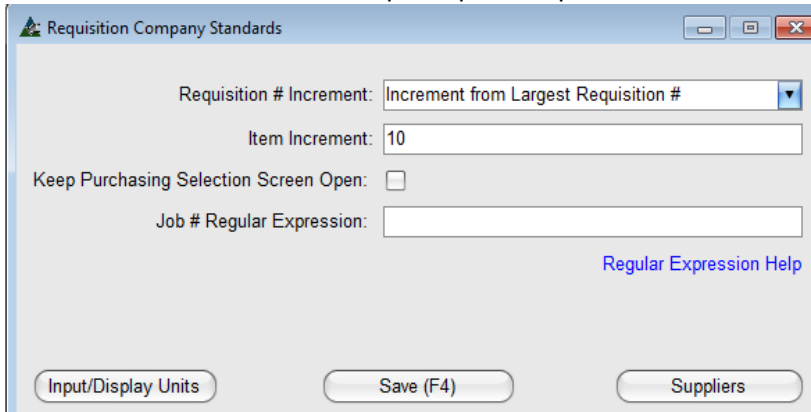 Requisition Company Standards
Requisition # Increment: Increment from Largest Requisition #
Item Increment: 10
Keep Purchasing Selection Screen Open:
Job # Regular Expression:
Regular Expression Help
Input/Display Units Save (F4) Suppliers